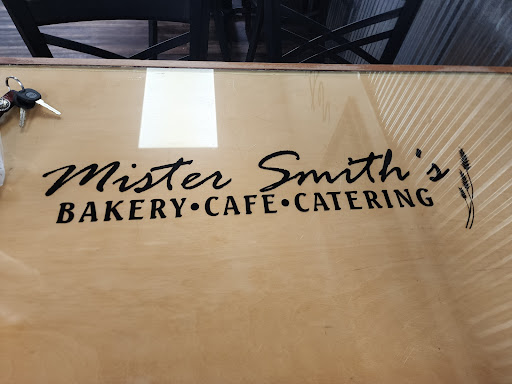 Mister Smith's
BAKERY•CAFE•CATERING